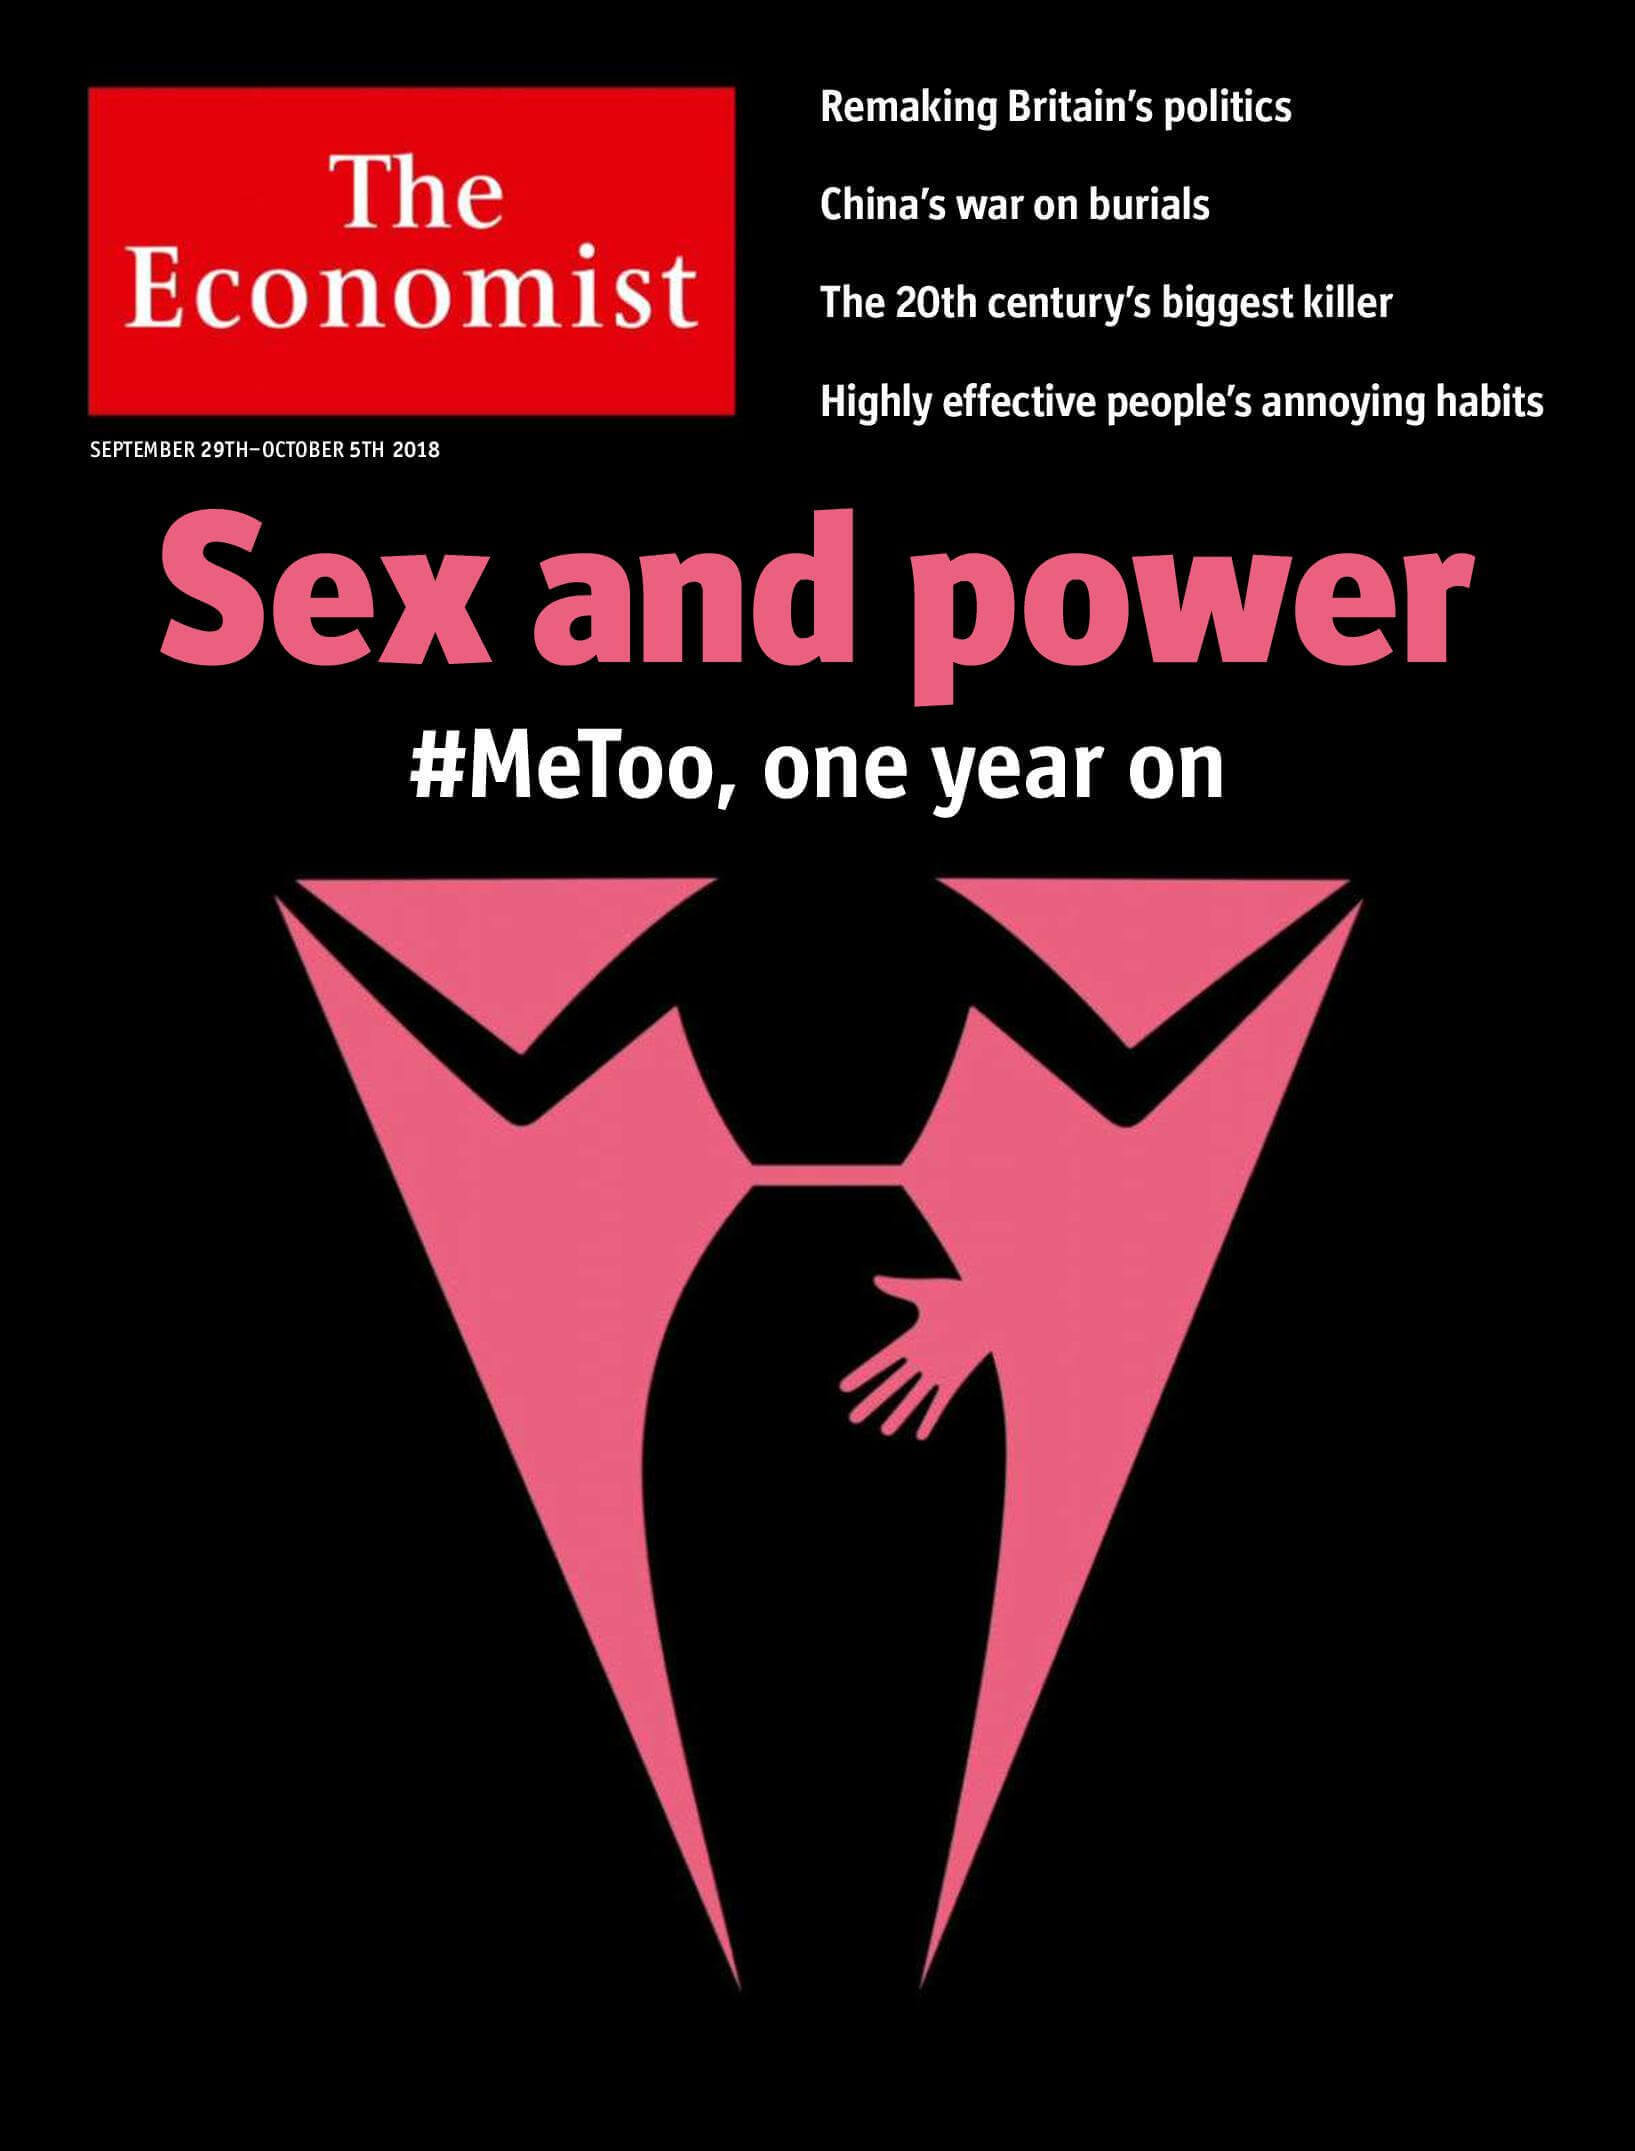 The
Economist
SEPTEMBER 29TH–OCTOBER 5TH 2018
Remaking Britain’s politics
China’s war on burials
The 20th century’s biggest killer
Highly effective people’s annoying habits
Sex and power
#MeToo, one year on